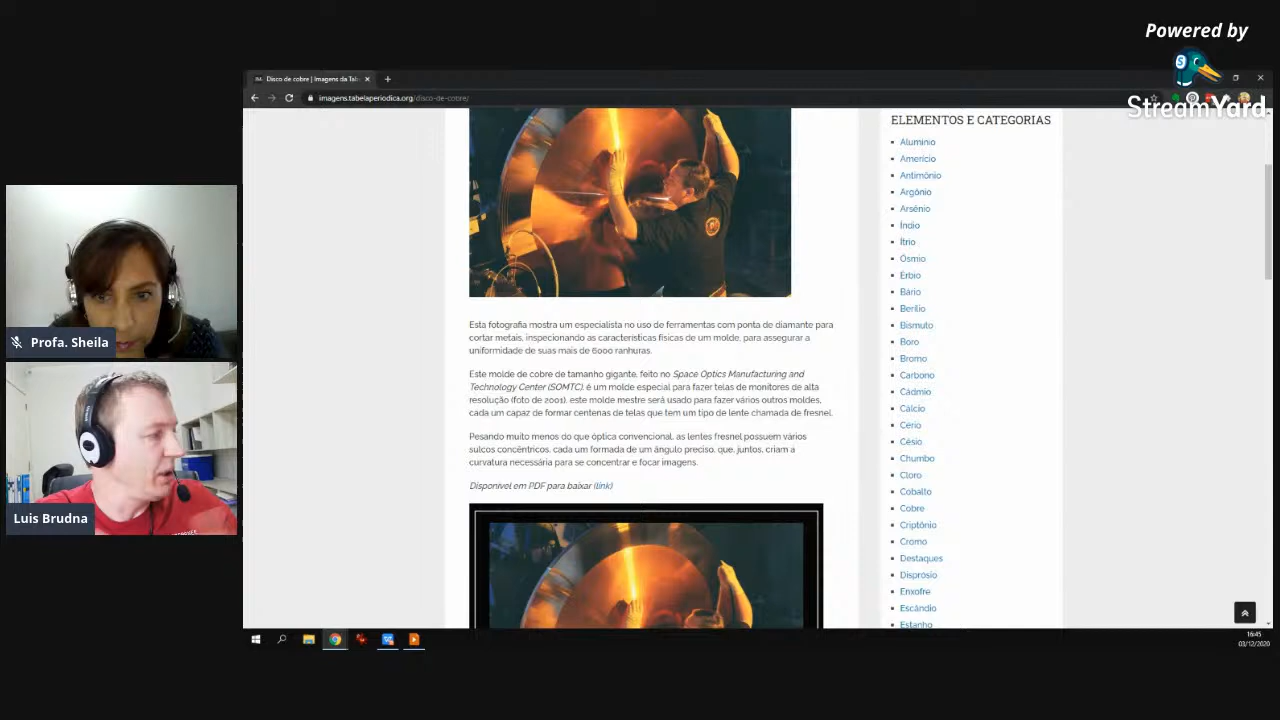 Powered by
StreamYard
Disco de cobre | Imagens da Tab
imagens.tabelaperiodica.org/disco-de-cobre/
ELEMENTOS E CATEGORIAS
Alumínio
Amerício
Antimônio
Argônio
Arsênio
Índio
Ítrio
Ósmio
Érbio
Bário
Berílio
Bismuto
Boro
Bromo
Carbono
Cádmio
Cálcio
Cério
Césio
Chumbo
Cloro
Cobalto
Cobre
Criptônio
Cromo
Destaques
Disprósio
Enxofre
Escândio
Estanho
Esta fotografia mostra um especialista no uso de ferramentas com ponta de diamante para
cortar metais, inspecionando as características físicas de um molde, para assegurar a
uniformidade de suas mais de 6000 ranhuras.
Este molde de cobre de tamanho gigante, feito no Space Optics Manufacturing and
Technology Center (SOMTC), é um molde especial para fazer telas de monitores de alta
resolução (foto de 2001), este molde mestre será usado para fazer vários outros moldes,
cada um capaz de formar centenas de telas que tem um tipo de lente chamada de fresnel.
Pesando muito menos do que óptica convencional, as lentes fresnel possuem vários
sulcos concêntricos, cada um formada de um ângulo preciso, que, juntos, criam a
curvatura necessária para se concentrar e focar imagens.
Disponível em PDF para baixar (link)
Profa. Sheila
Luis Brudna
16:45
03/12/2020